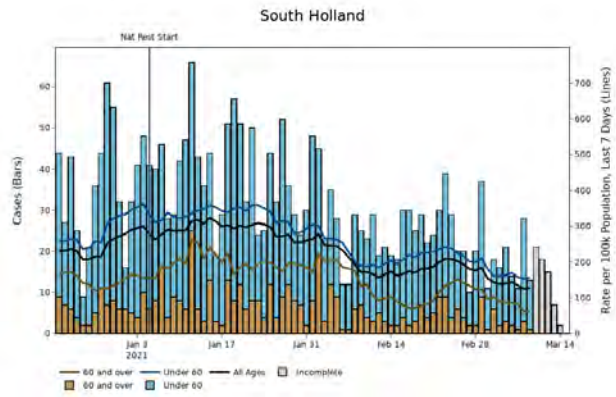 South Holland
Nat Rest Start
Cases (Bars)
60
50
40
30
20
10
0
Rate per 100k Population, Last 7 Days (Lines)
700
600
500
400
300
200
100
0
Jan 3
2021
Jan 17
Jan 31
Feb 14
Feb 28
Mar 14
60 and over
Under 60
All Ages
Incomplete
60 and over
Under 60